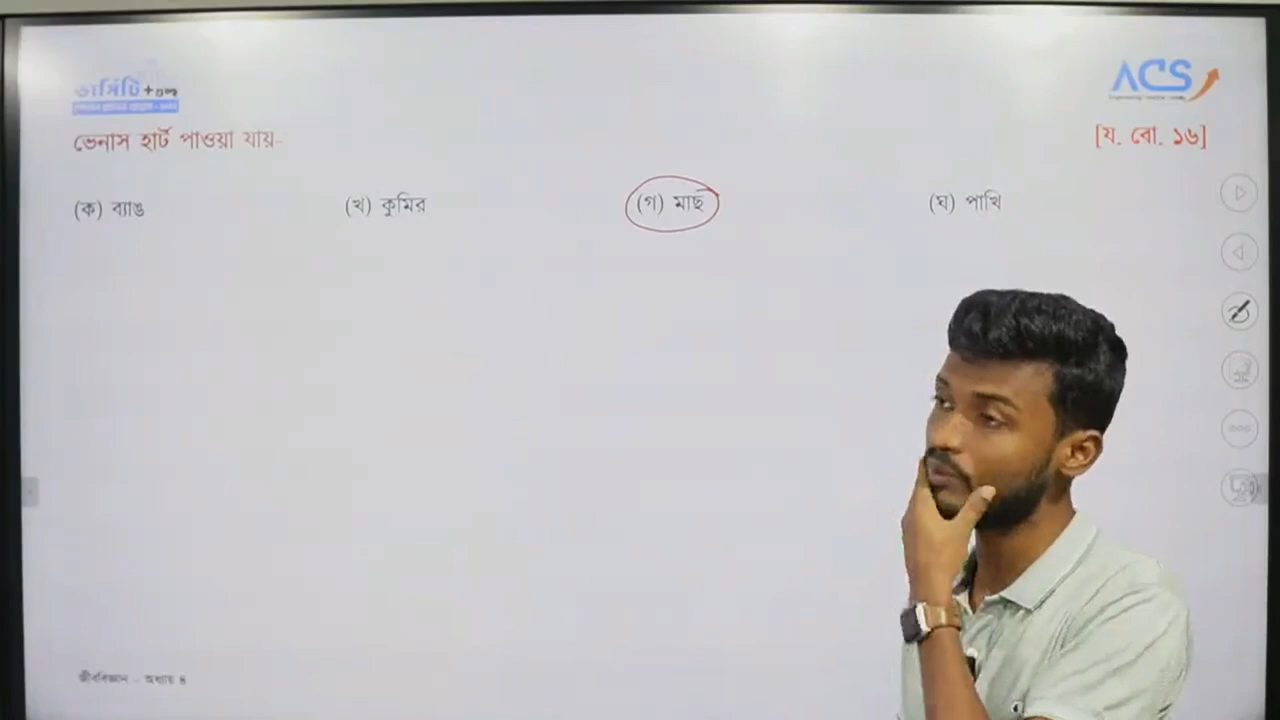 ভার্সিটি
ACS
ভেনাস হার্ট পাওয়া যায়-
[য. বো. ১৬]
(ক) ব্যাঙ
(খ) কুমির
(গ) মাছ
(ঘ) পাখি
জীববিজ্ঞান - অধ্যায় ৪